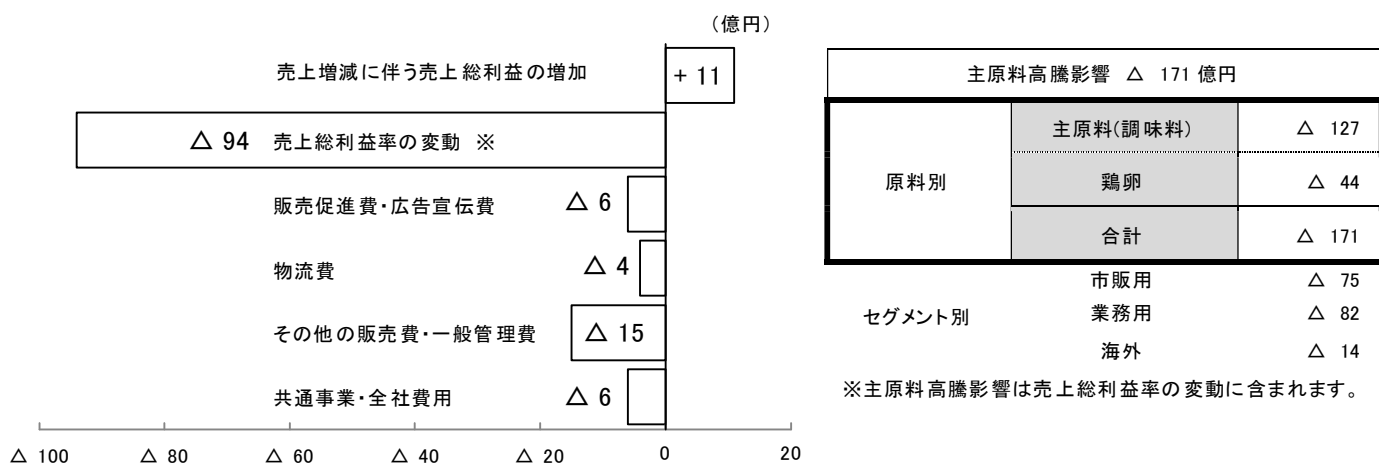 (億円)
売上増減に伴う売上総利益の増加 + 11
△ 94 売上総利益率の変動 ※
販売促進費・広告宣伝費 △ 6
物流費 △ 4
その他の販売費・一般管理費 △ 15
共通事業・全社費用 △ 6
△ 100 △ 80 △ 60 △ 40 △ 20 0 20
主原料高騰影響 △ 171 億円
主原料(調味料) △ 127
原料別 鶏卵 △ 44
合計 △ 171
市販用 △ 75
セグメント別 業務用 △ 82
海外 △ 14
※主原料高騰影響は売上総利益率の変動に含まれます。